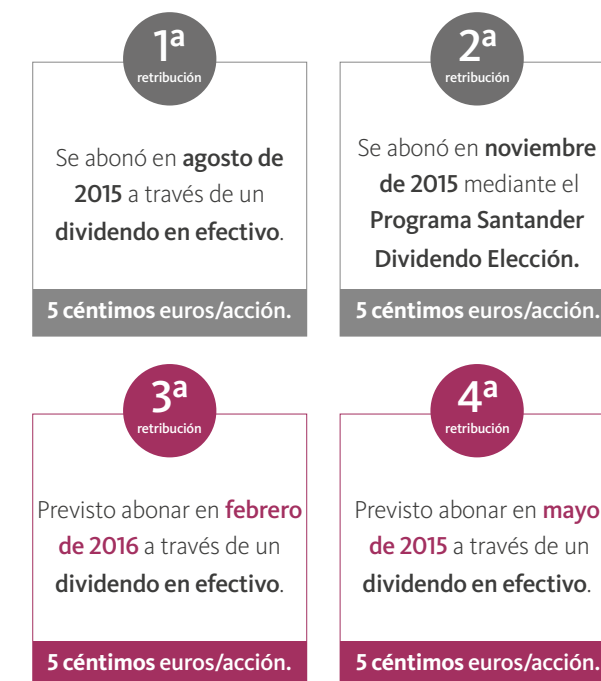 1ª
retribución
Se abonó en agosto de
2015 a través de un
dividendo en efectivo.
5 céntimos euros/acción.
2ª
retribución
Se abonó en noviembre
de 2015 mediante el
Programa Santander
Dividendo Elección.
5 céntimos euros/acción.
3ª
retribución
Previsto abonar en febrero
de 2016 a través de un
dividendo en efectivo.
5 céntimos euros/acción.
4ª
retribución
Previsto abonar en mayo
de 2015 a través de un
dividendo en efectivo.
5 céntimos euros/acción.